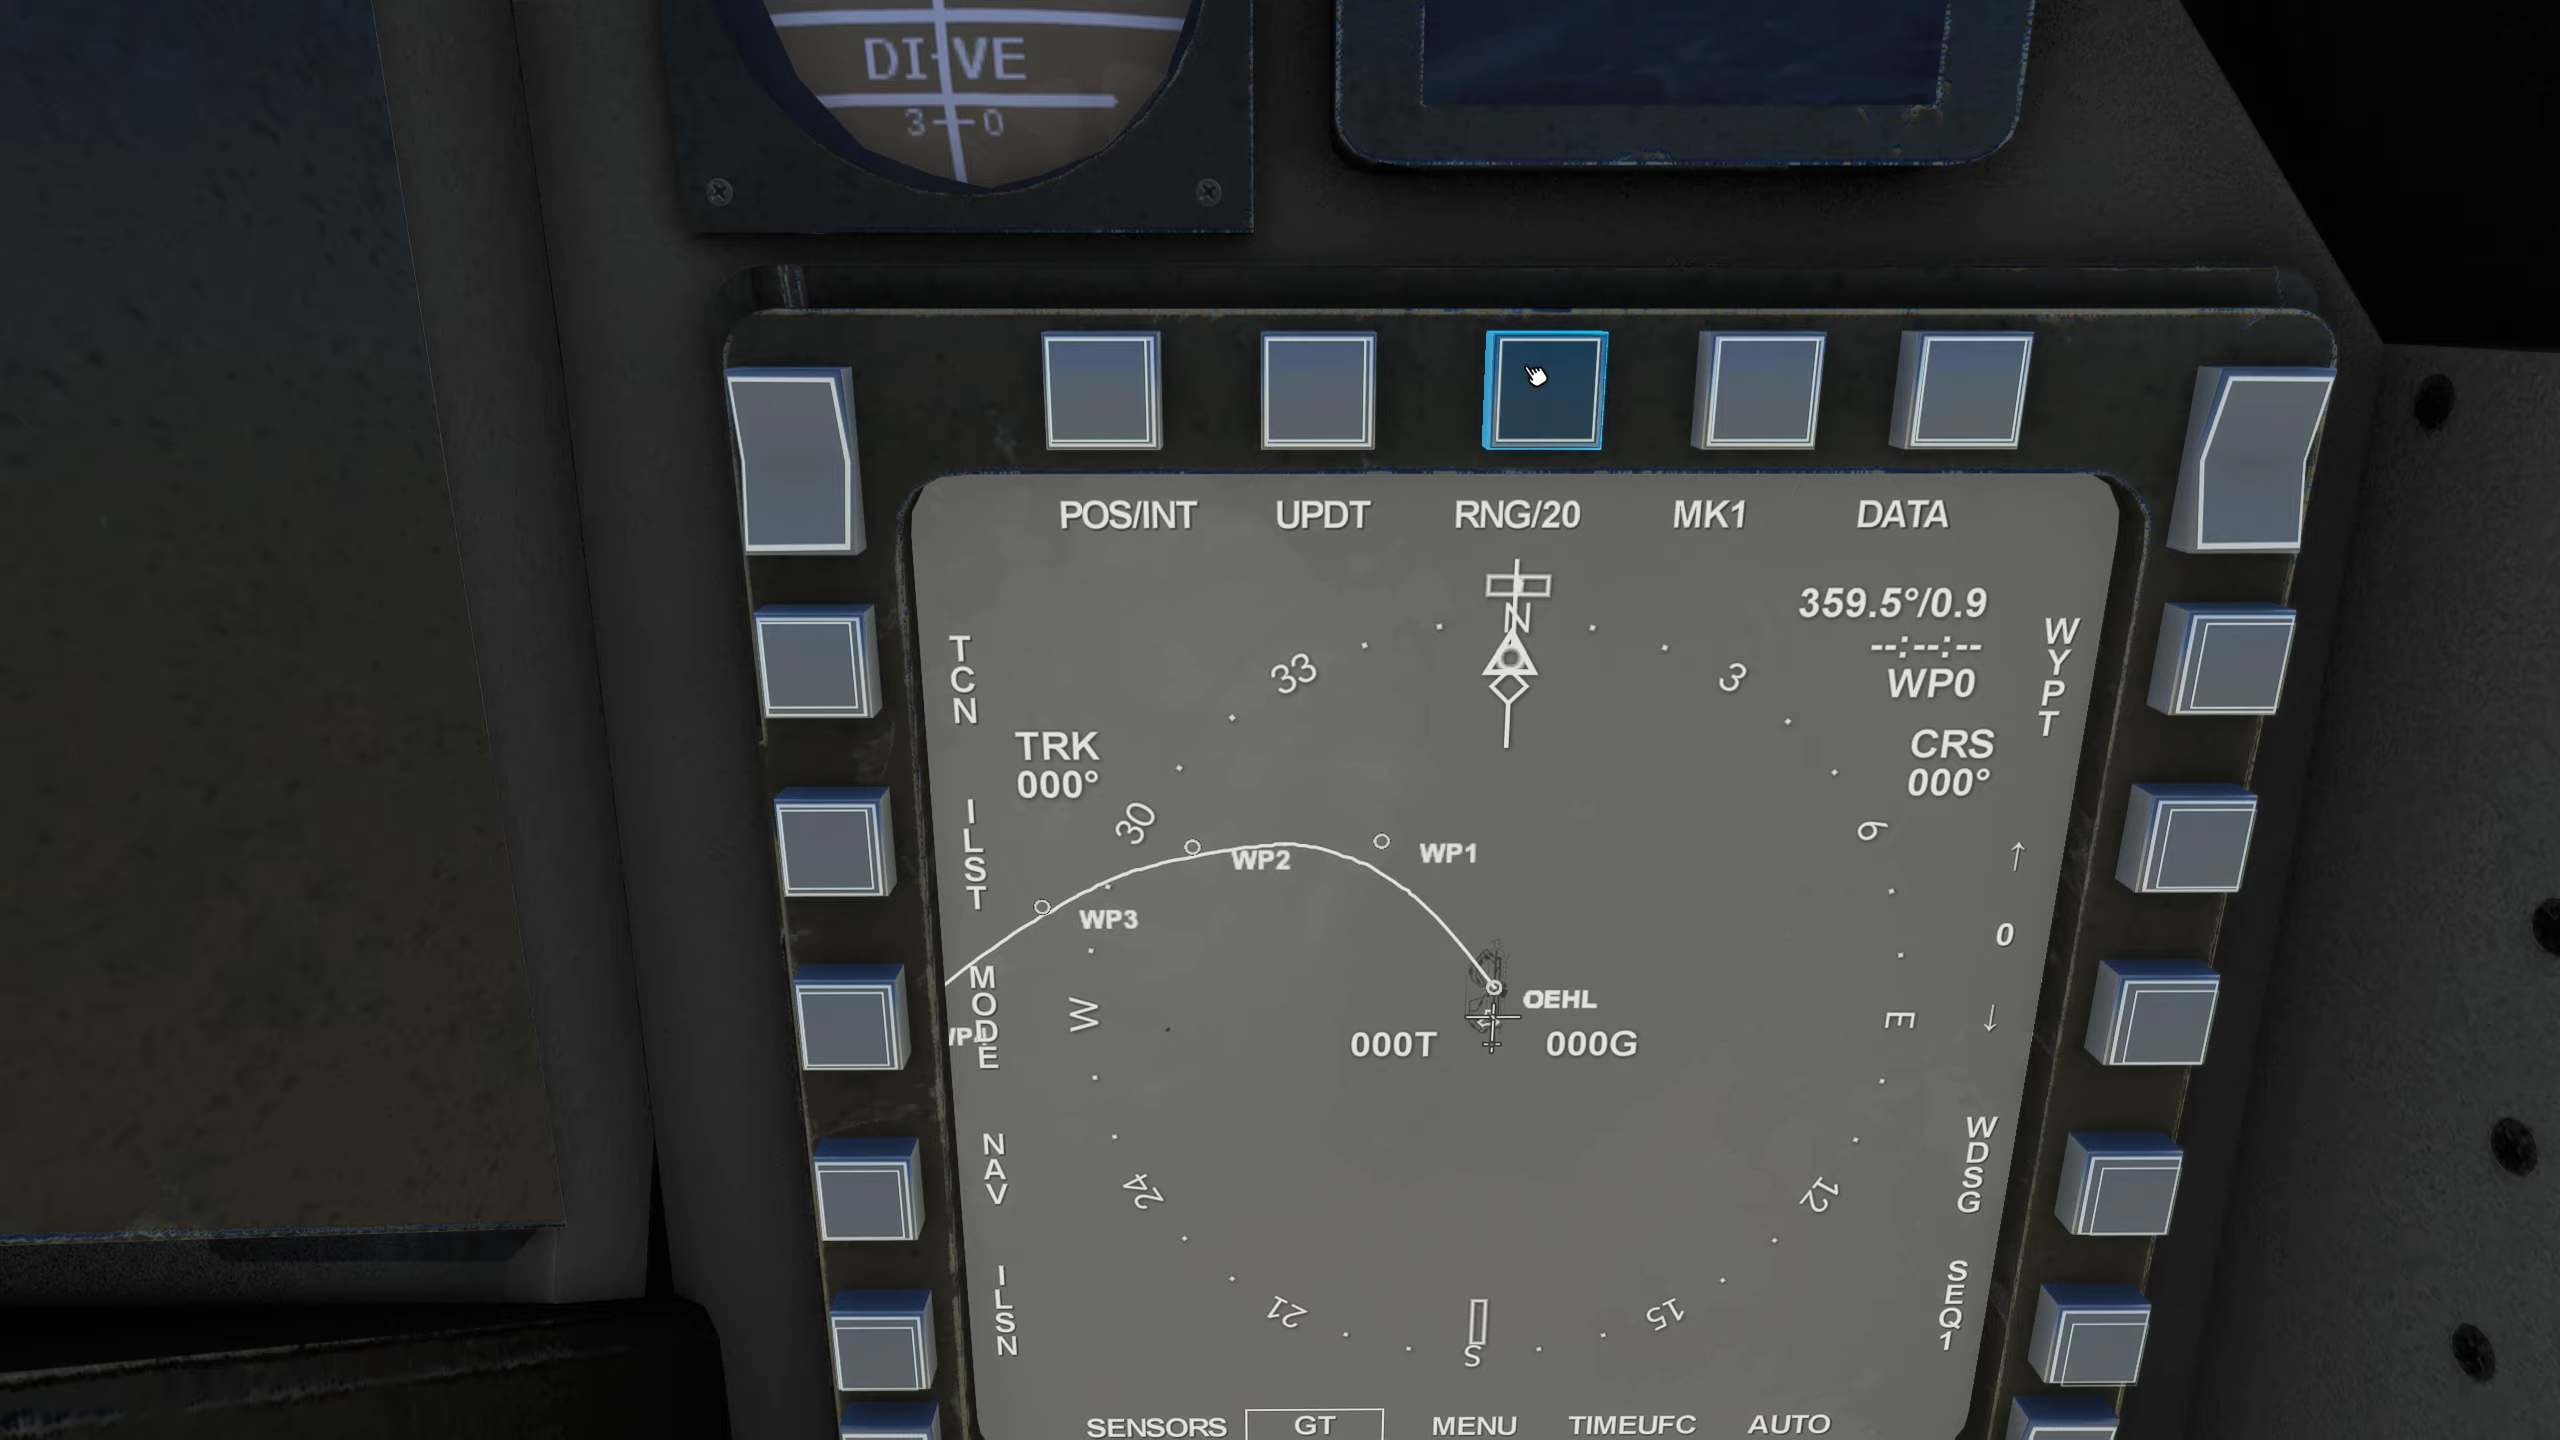 DIVE
3 0
POS/INT UPDT RNG/20 MK1 DATA
359.5°/0.9
--:--:--
WP0
TCN
WYPT
N
33
3
TRK
000°
CRS
000°
ILST
30
6
WP2
WP1
WP3
↑
0
↓
MODE
W
E
OEHL
000T
000G
NAV
WDSG
24
12
ILSN
SEQ1
21
15
S
SENSORS GT MENU TIMEUFC AUTO